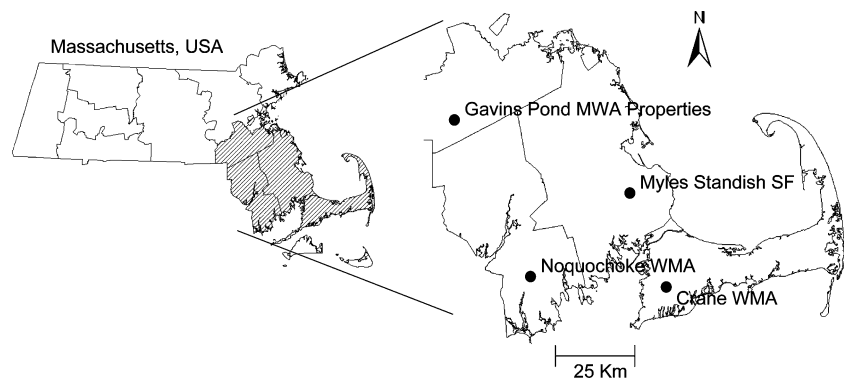 Massachusetts, USA
N
Gavins Pond MWA Properties
Myles Standish SF
Noquochoke WMA
Crane WMA
25 Km